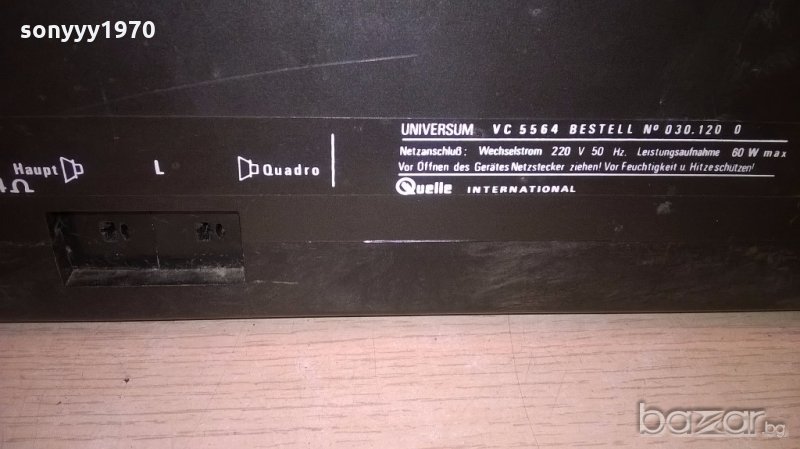 sonyyy1970
UNIVERSUM VC 5564 BESTELL Nº 030.120 0
Netzanschluß: Wechselstrom 220 V 50 Hz. Leistungsaufnahme 60 W max
Vor Öffnen des Gerätes Netzstecker ziehen! Vor Feuchtigkeit u. Hitze schützen!
Quelle INTERNATIONAL
Haupt L Quadro
Ω
bazar.bg